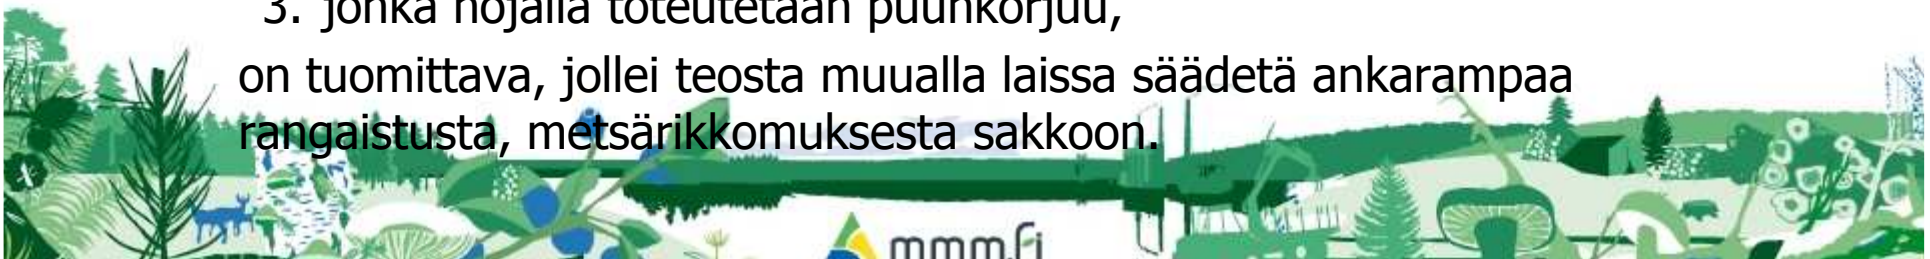 3. jonka nojalla toteutetaan puunkorjuu,
on tuomittava, jollei teosta muualla laissa säädetä ankarampaa
rangaistusta, metsärikkomuksesta sakkoon.
mmm.fi